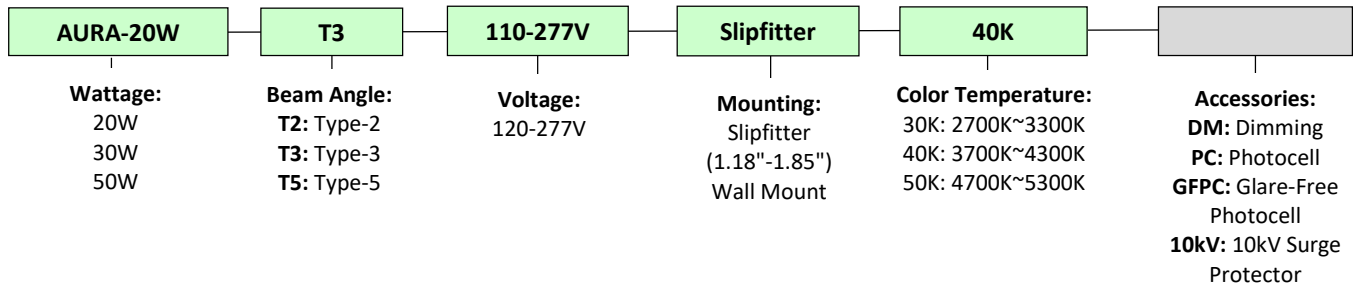 AURA-20W T3 110-277V Slipfitter 40K
Wattage:
20W
30W
50W
Beam Angle:
T2: Type-2
T3: Type-3
T5: Type-5
Voltage:
120-277V
Mounting:
Slipfitter
(1.18"-1.85")
Wall Mount
Color Temperature:
30K: 2700K~3300K
40K: 3700K~4300K
50K: 4700K~5300K
Accessories:
DM: Dimming
PC: Photocell
GFPC: Glare-Free
Photocell
10kV: 10kV Surge
Protector